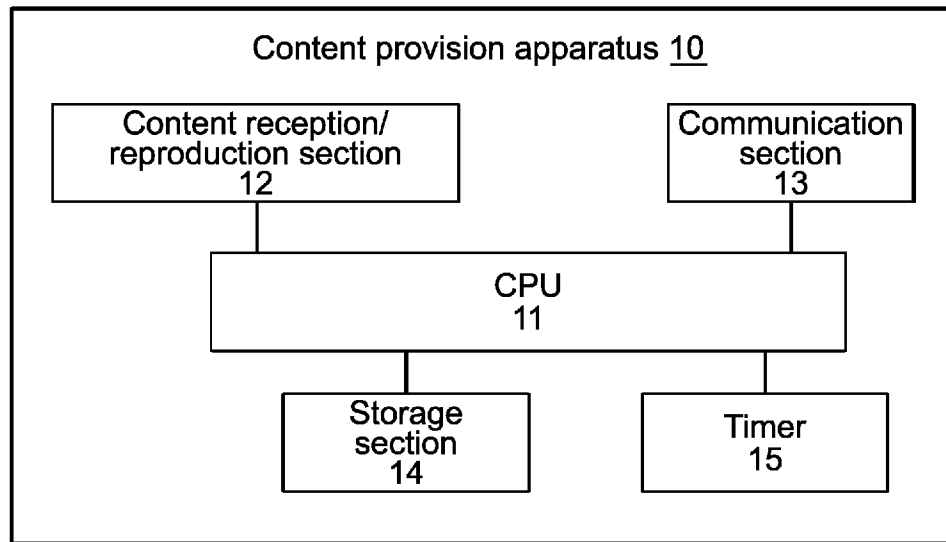 Content provision apparatus 10
Content reception/
reproduction section
12
Communication
section
13
CPU
11
Storage
section
14
Timer
15